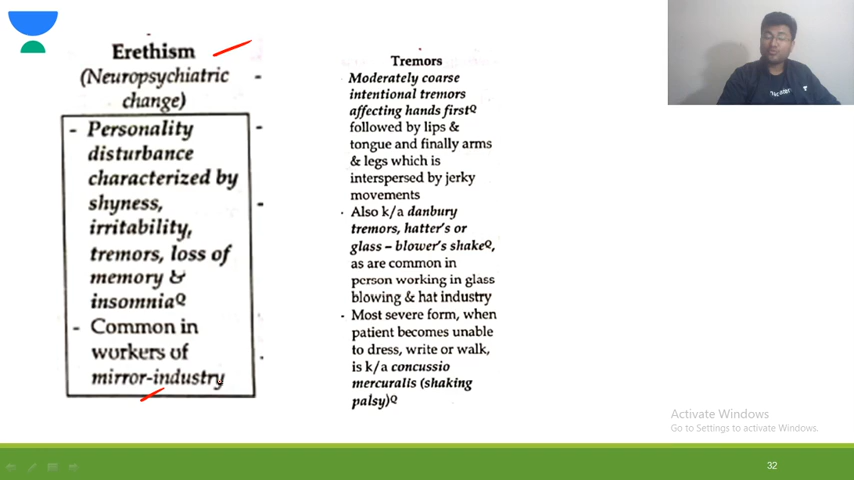 Erethism
(Neuropsychiatric
change)
- Personality
disturbance
characterized by
shyness,
irritability,
tremors, loss of
memory &
insomniaQ
- Common in
workers of
mirror-industry
Tremors
Moderately coarse
intentional tremors
affecting hands firstQ
followed by lips &
tongue and finally arms
& legs which is
interspersed by jerky
movements
· Also k/a danbury
tremors, hatter's or
glass – blower's shakeQ,
as are common in
person working in glass
blowing & hat industry
· Most severe form, when
patient becomes unable
to dress, write or walk,
is k/a concussio
mercuralis (shaking
palsy)Q
Activate Windows
Go to Settings to activate Windows.
32